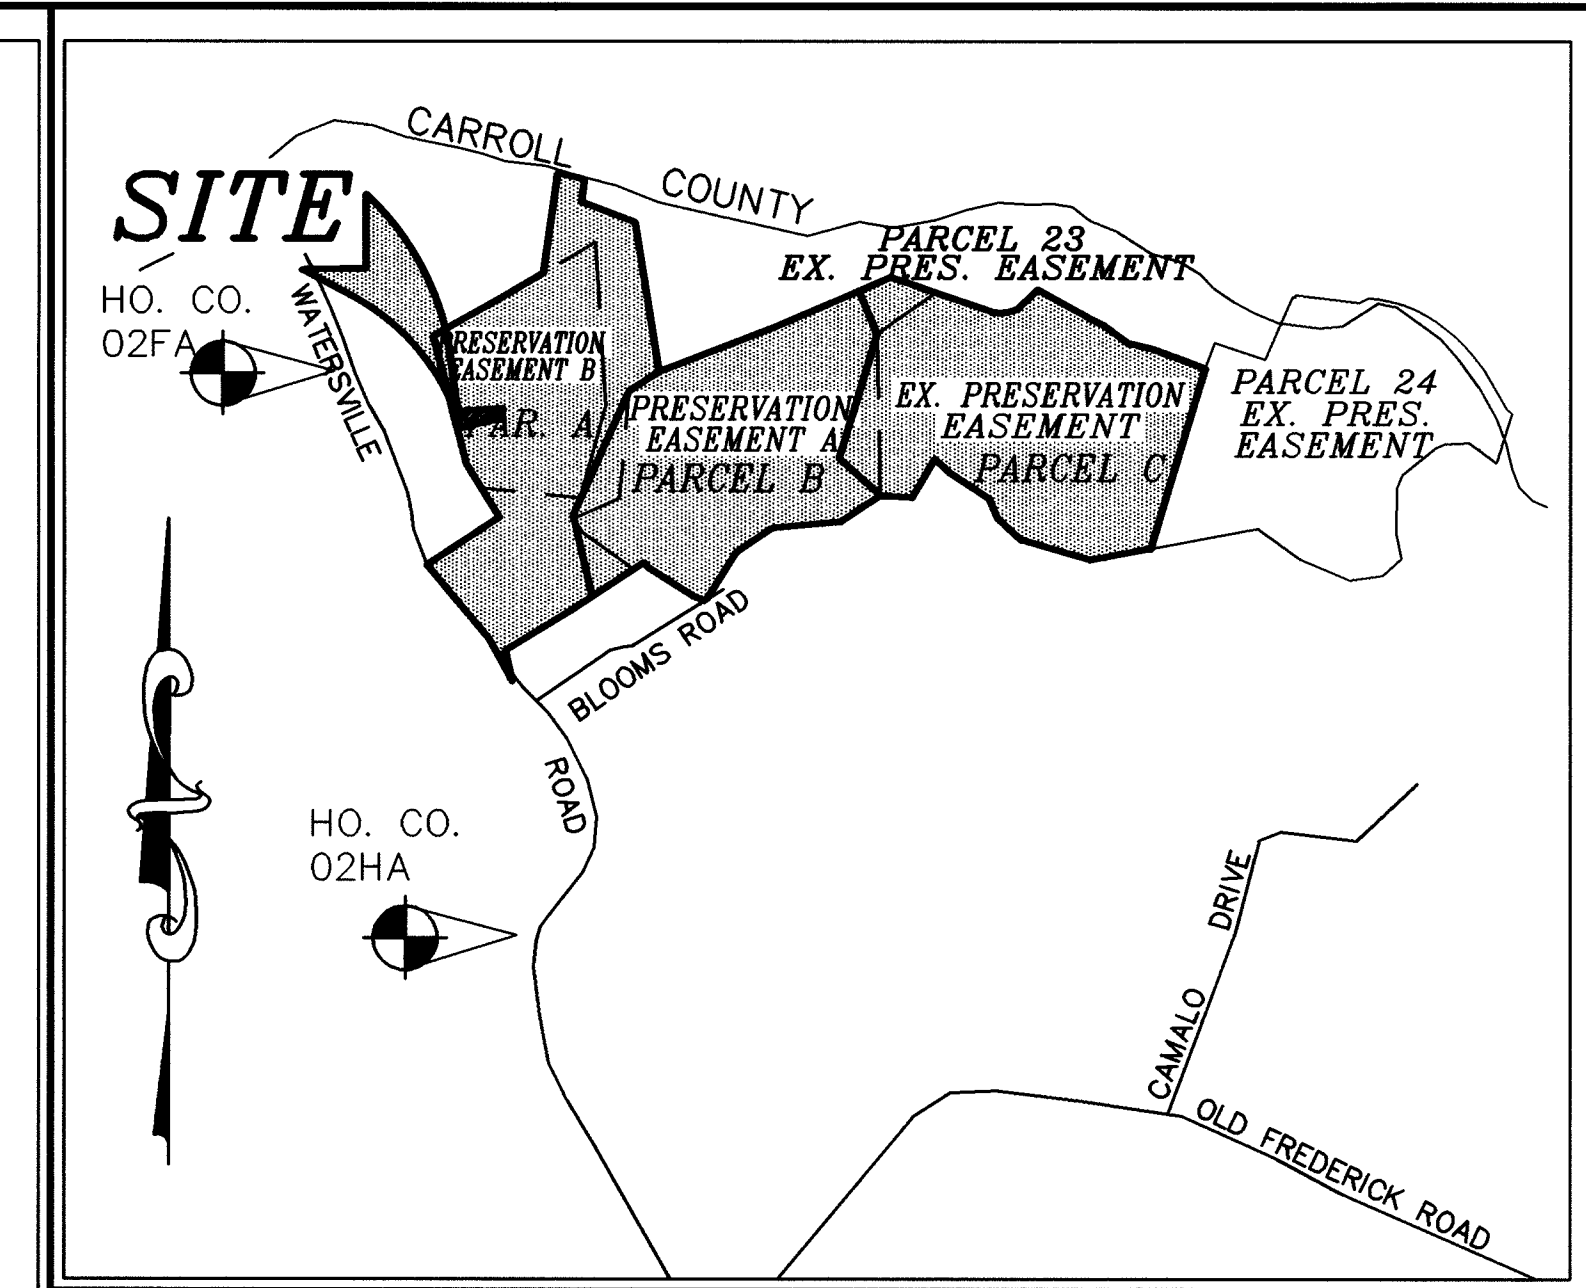 CARROLL COUNTY
SITE
PARCEL 23
EX. PRES. EASEMENT
HO. CO.
02FA
WATERSVILLE
PRESERVATION
EASEMENT B
PAR. A
PRESERVATION
EASEMENT A
PARCEL B
EX. PRESERVATION
EASEMENT
PARCEL C
PARCEL 24
EX. PRES.
EASEMENT
BLOOMS ROAD
ROAD
HO. CO.
02HA
CAMALO DRIVE
OLD FREDERICK ROAD